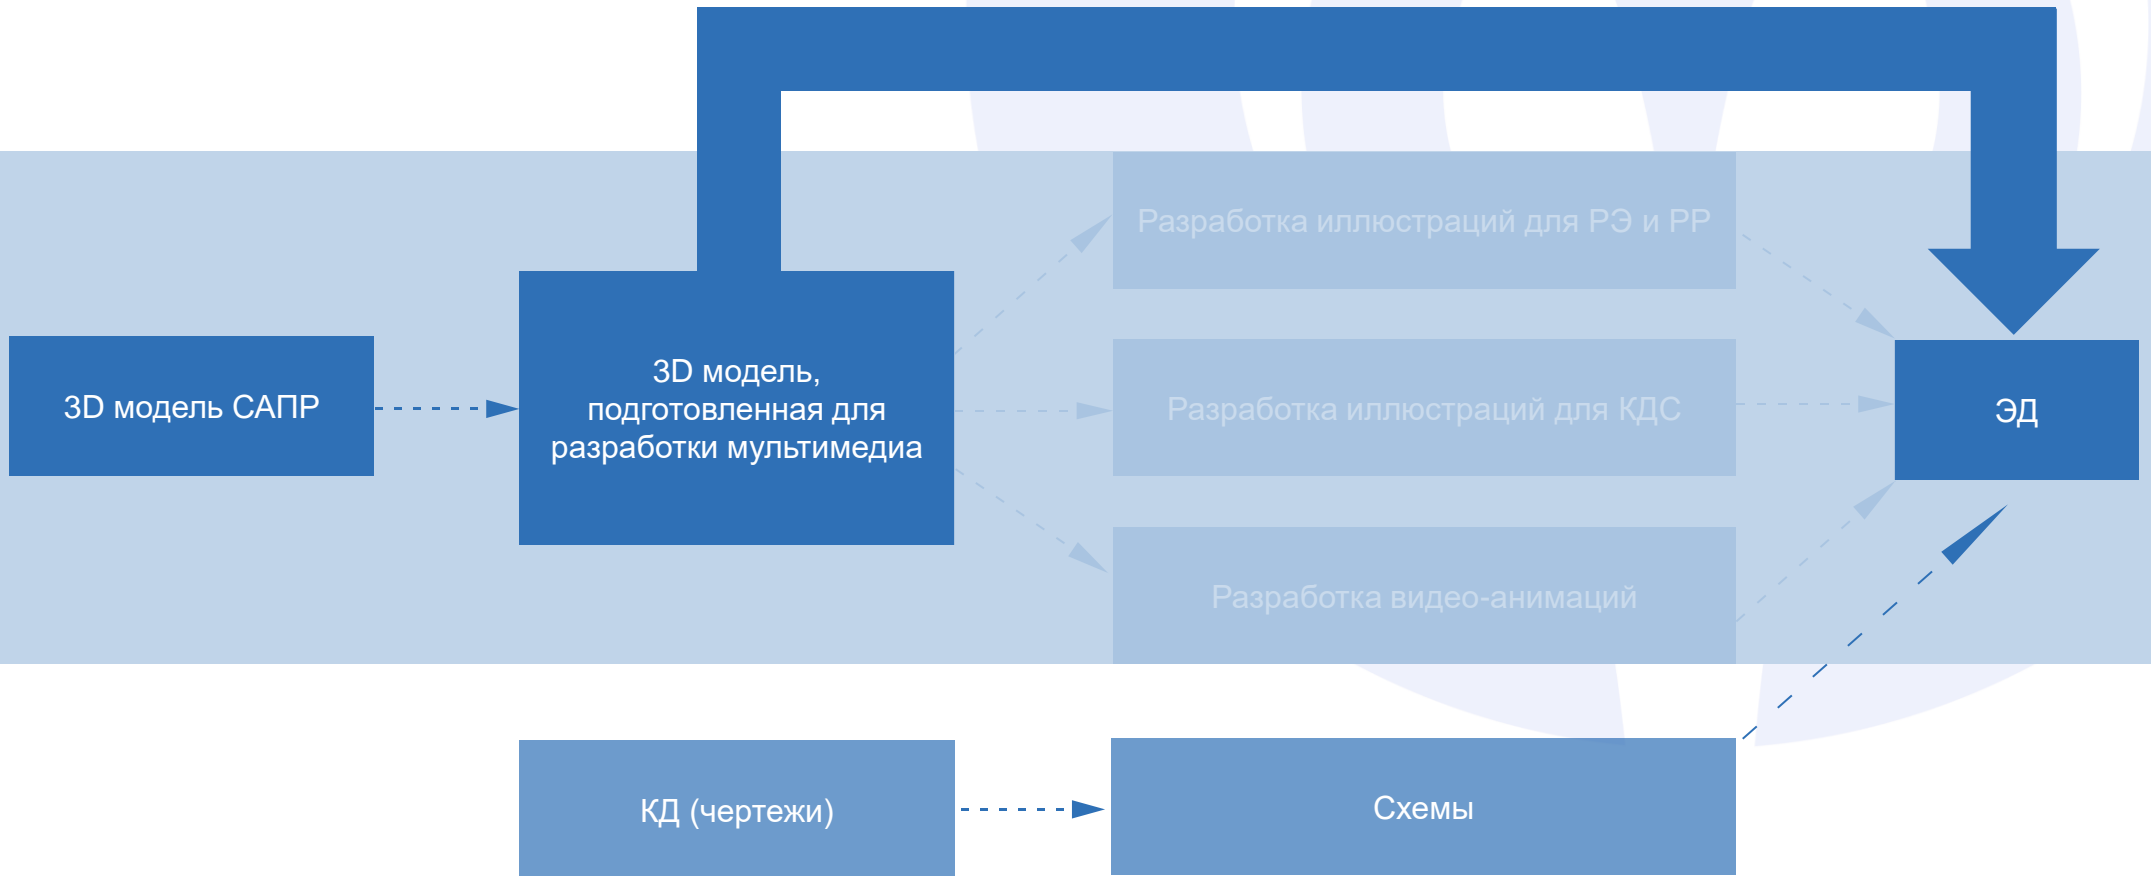 Разработка иллюстраций для РЭ и РР
3D модель САПР
3D модель,
подготовленная для
разработки мультимедиа
Разработка иллюстраций для КДС
ЭД
Разработка видео-анимаций
КД (чертежи)
Схемы